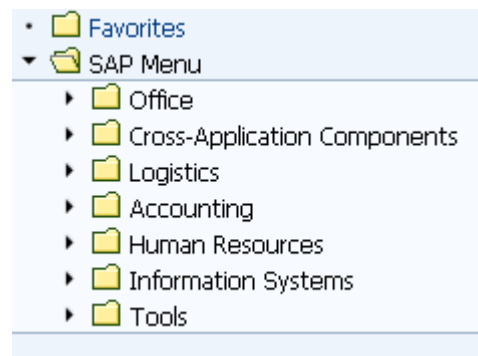 Favorites
SAP Menu
Office
Cross-Application Components
Logistics
Accounting
Human Resources
Information Systems
Tools